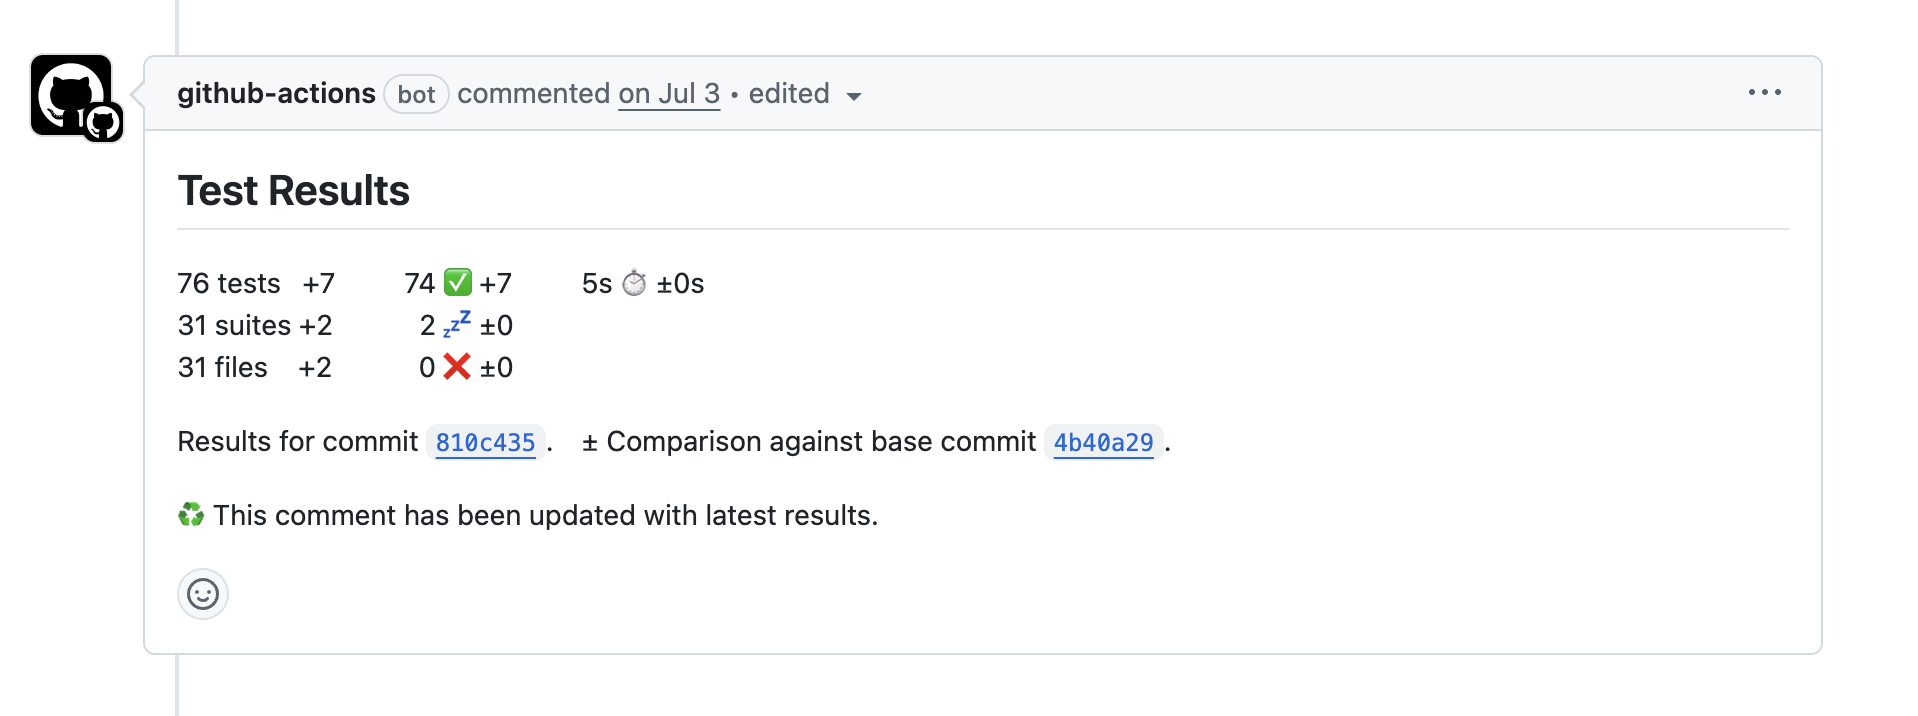 github-actions bot commented on Jul 3 • edited
Test Results
76 tests +7 74 ✅ +7 5s ⏱️ ±0s
31 suites +2 2 💤 ±0
31 files +2 0 ❌ ±0
Results for commit 810c435. ± Comparison against base commit 4b40a29.
♻️ This comment has been updated with latest results.